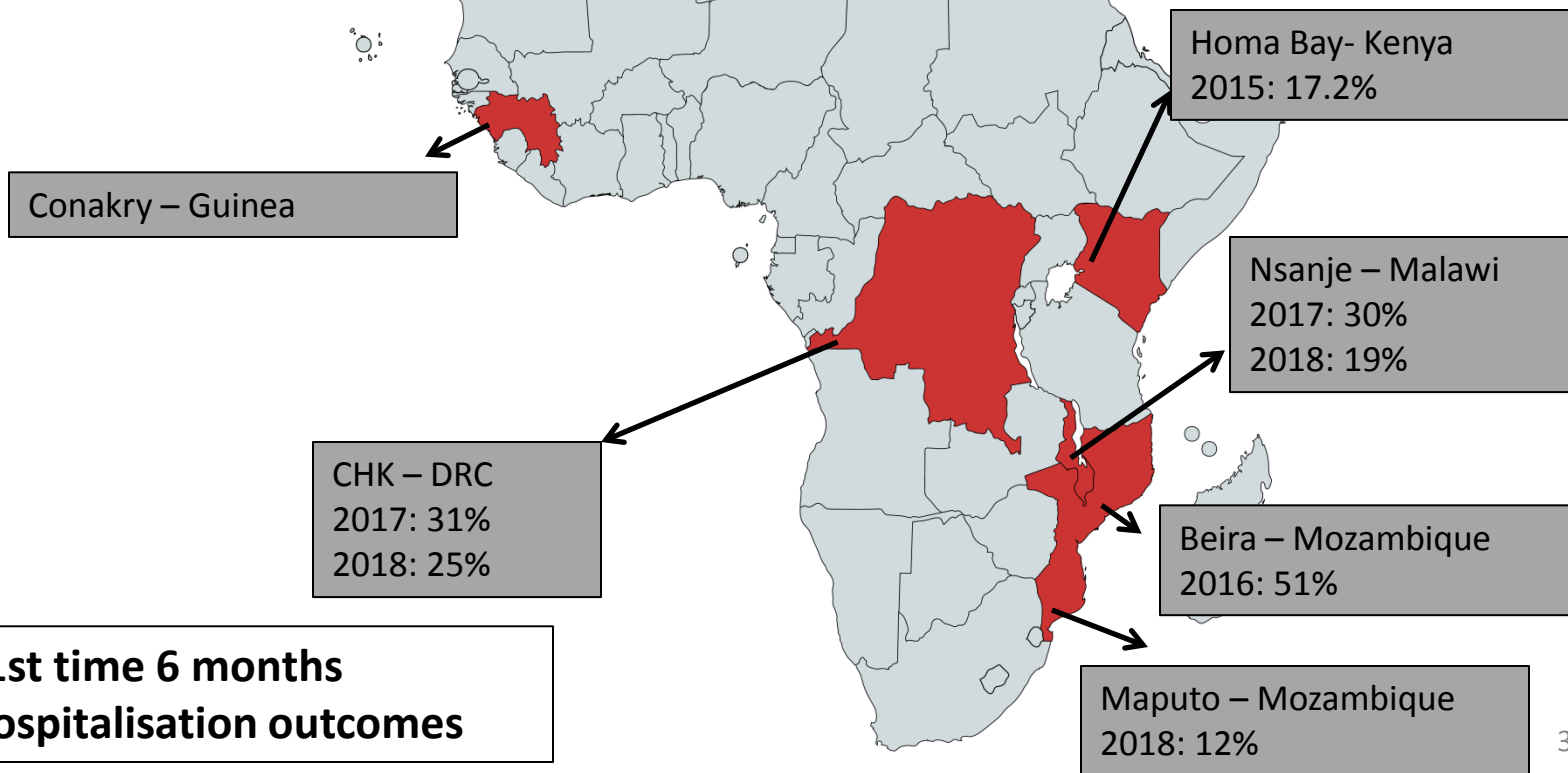 Homa Bay- Kenya
2015: 17.2%
Conakry – Guinea
Nsanje – Malawi
2017: 30%
2018: 19%
CHK – DRC
2017: 31%
2018: 25%
Beira – Mozambique
2016: 51%
1st time 6 months
ospitalisation outcomes
Maputo – Mozambique
2018: 12%
3